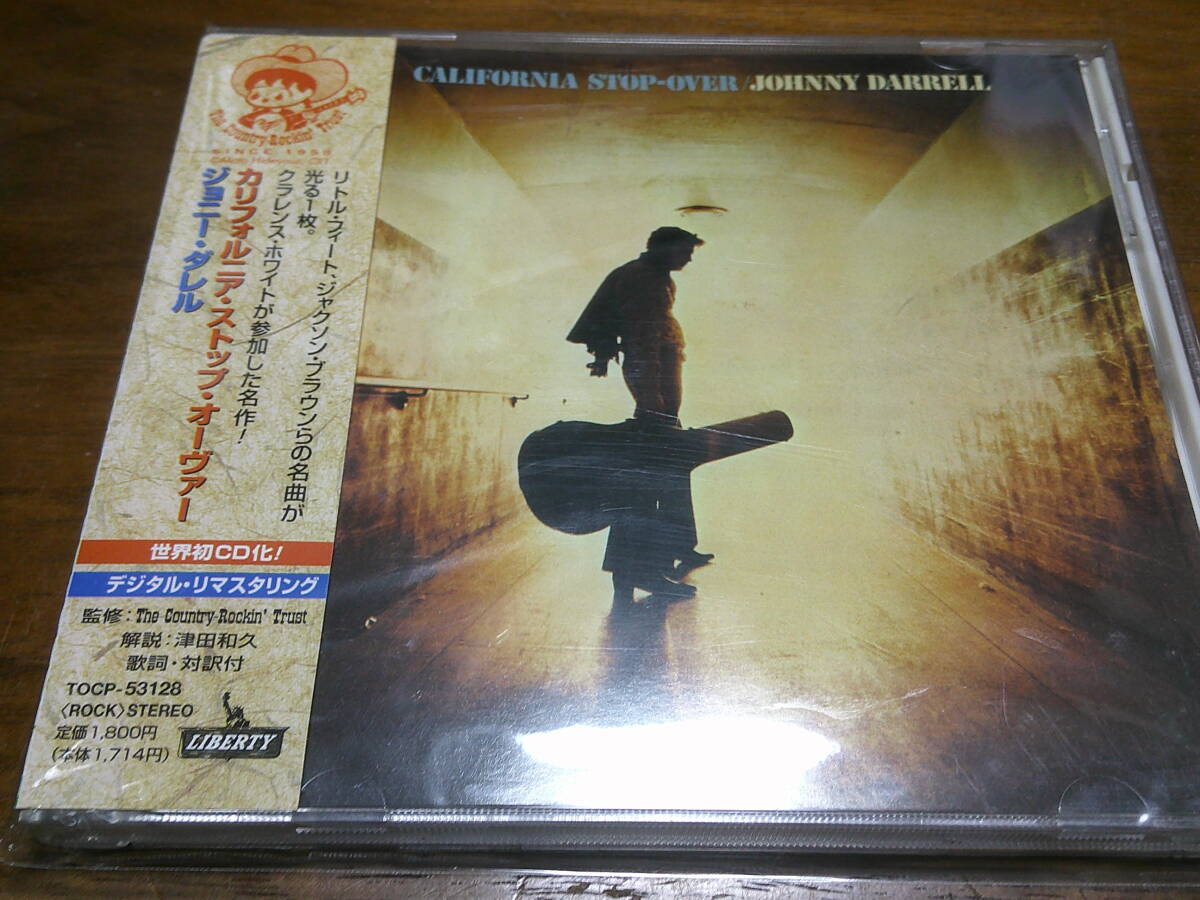 CALIFORNIA STOP-OVER/JOHNNY DARRELL
The Country-Rockin' Trust
SINCE 1958
リトル・フィート、ジャクソン・ブラウンらの名曲が
光る1枚。
クラレンス・ホワイトが参加した名作!
カリフォルニア・ストップ・オーヴァー
ジョニー・ダレル
世界初CD化!
デジタル・リマスタリング
監修:The Country-Rockin' Trust
解説:津田和久
歌詞・対訳付
TOCP-53128
〈ROCK〉STEREO
定価1,800円
(本体1,714円)
LIBERTY